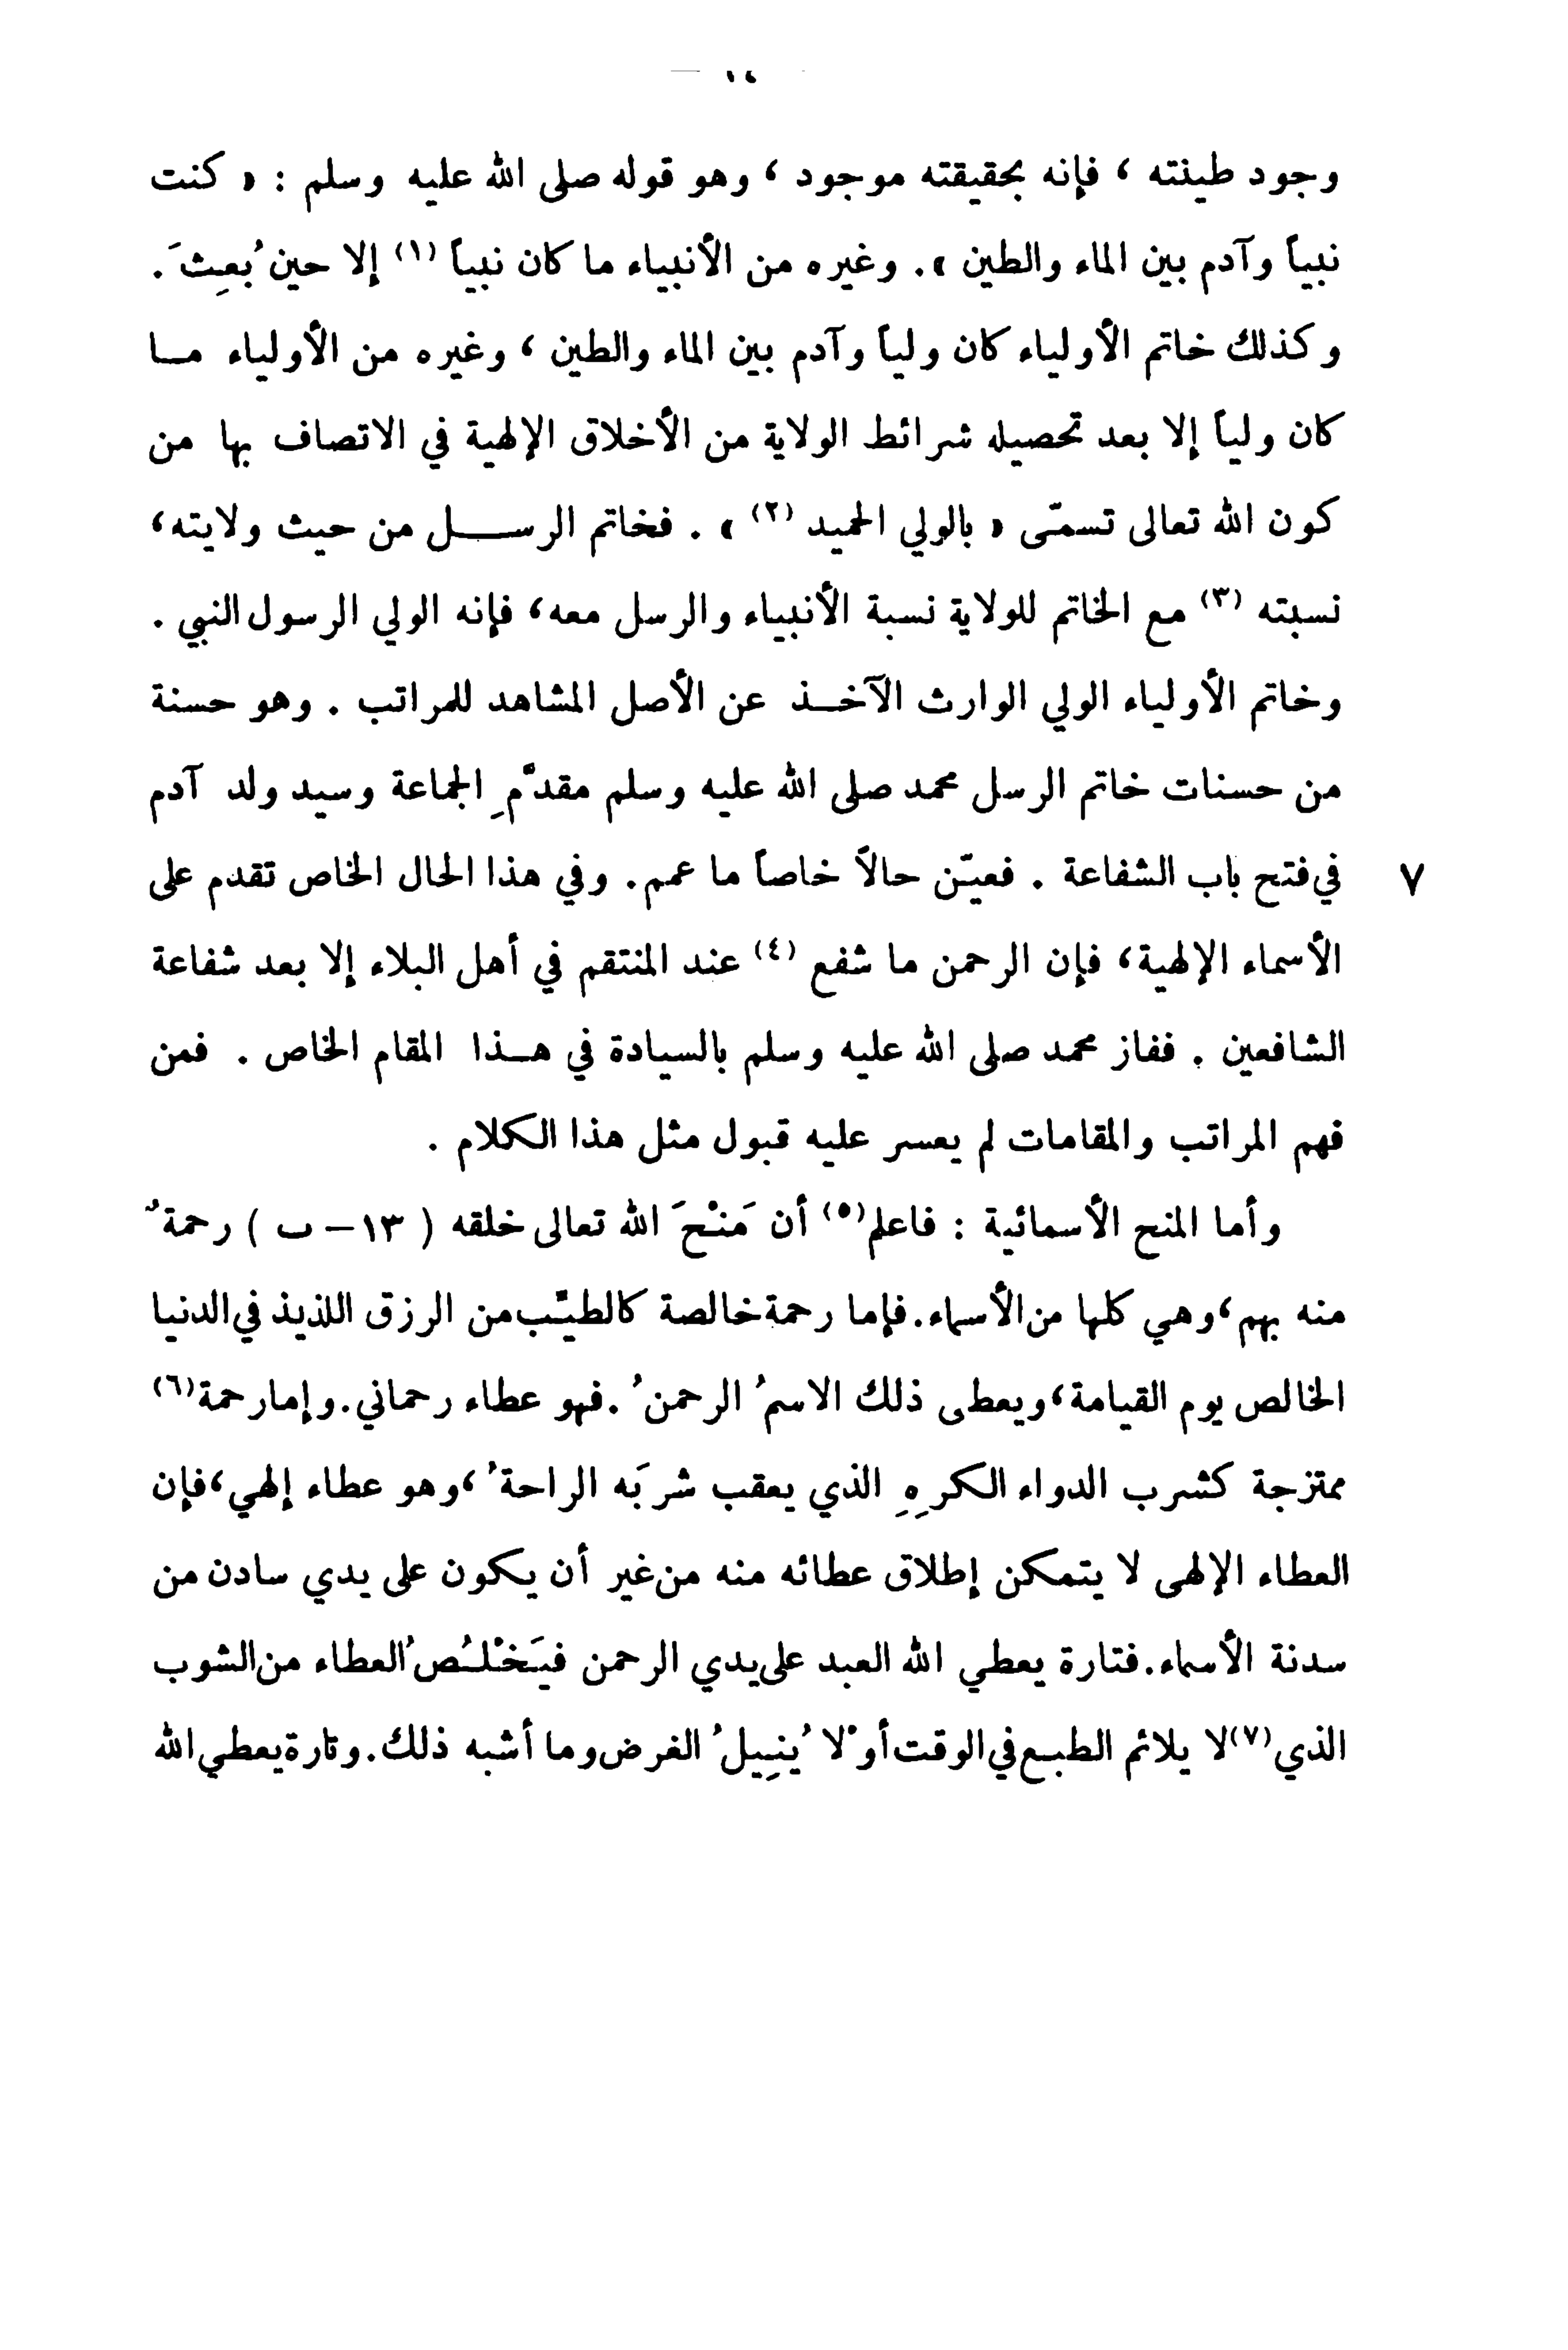 وجود طينته ، فإنه بحقيقته موجود ، وهو قوله صلى الله عليه وسلم : « كنت
نبياً وآدم بين الماء والطين ». وغيره من الأنبياء ما كان نبياً (١) إلا حين بُعِثَ.
وكذلك خاتم الأولياء كان ولياً وآدم بين الماء والطين ، وغيره من الأولياء مـا
كان ولياً إلا بعد تحصيله شرائط الولاية من الأخلاق الإلهية في الاتصاف بها من
كون الله تعالى تسمّى « بالولي الحميد (٢) » . فخاتم الرســـل من حيث ولايته ،
نسبته (٣) مع الخاتم للولاية نسبة الأنبياء والرسل معه ، فإنه الولي الرسول النبي .
وخاتم الأولياء الولي الوارث الآخـذ عن الأصل المشاهد للمراتب . وهو حسنة
من حسنات خاتم الرسل محمد صلى الله عليه وسلم مقدَّمِ الجماعة وسيد ولد آدم
٧ في فتح باب الشفاعة . فعيّن حالاً خاصاً ما عمم. وفي هذا الحال الخاص تقدم على
الأسماء الإلهية ، فإن الرحمن ما شفع (٤) عند المنتقم في أهل البلاء إلا بعد شفاعة
الشافعين . ففاز محمد صلى الله عليه وسلم بالسيادة في هـذا المقام الخاص . فمن
فهم المراتب والمقامات لم يعسر عليه قبول مثل هذا الكلام .
وأما المنح الأسمائية : فاعلم (٥) أن مَنْحَ الله تعالى خلقه ( ١٣ – ب ) رحمةٌ
منه بهم ، وهي كلها من الأسماء. فإما رحمة خالصة كالطيِّب من الرزق اللذيذ في الدنيا
الخالص يوم القيامة ، ويعطى ذلك الاسمُ الرحمنُ . فهو عطاء رحماني. وإما رحمة (٦)
ممتزجة كشرب الدواء الكرِهِ الذي يعقب شربَه الراحةُ ، وهو عطاء إلهي ، فإن
العطاء الإلهى لا يتمكن إطلاق عطائه منه من غير أن يكون على يدي سادن من
سدنة الأسماء. فتارة يعطي الله العبد على يدي الرحمن فيَخْلُصُ العطاء من الشوب
الذي (٧) لا يلائم الطبـع في الوقت أوْ لا يُنِيلُ الغرض وما أشبه ذلك. وتارة يعطي الله